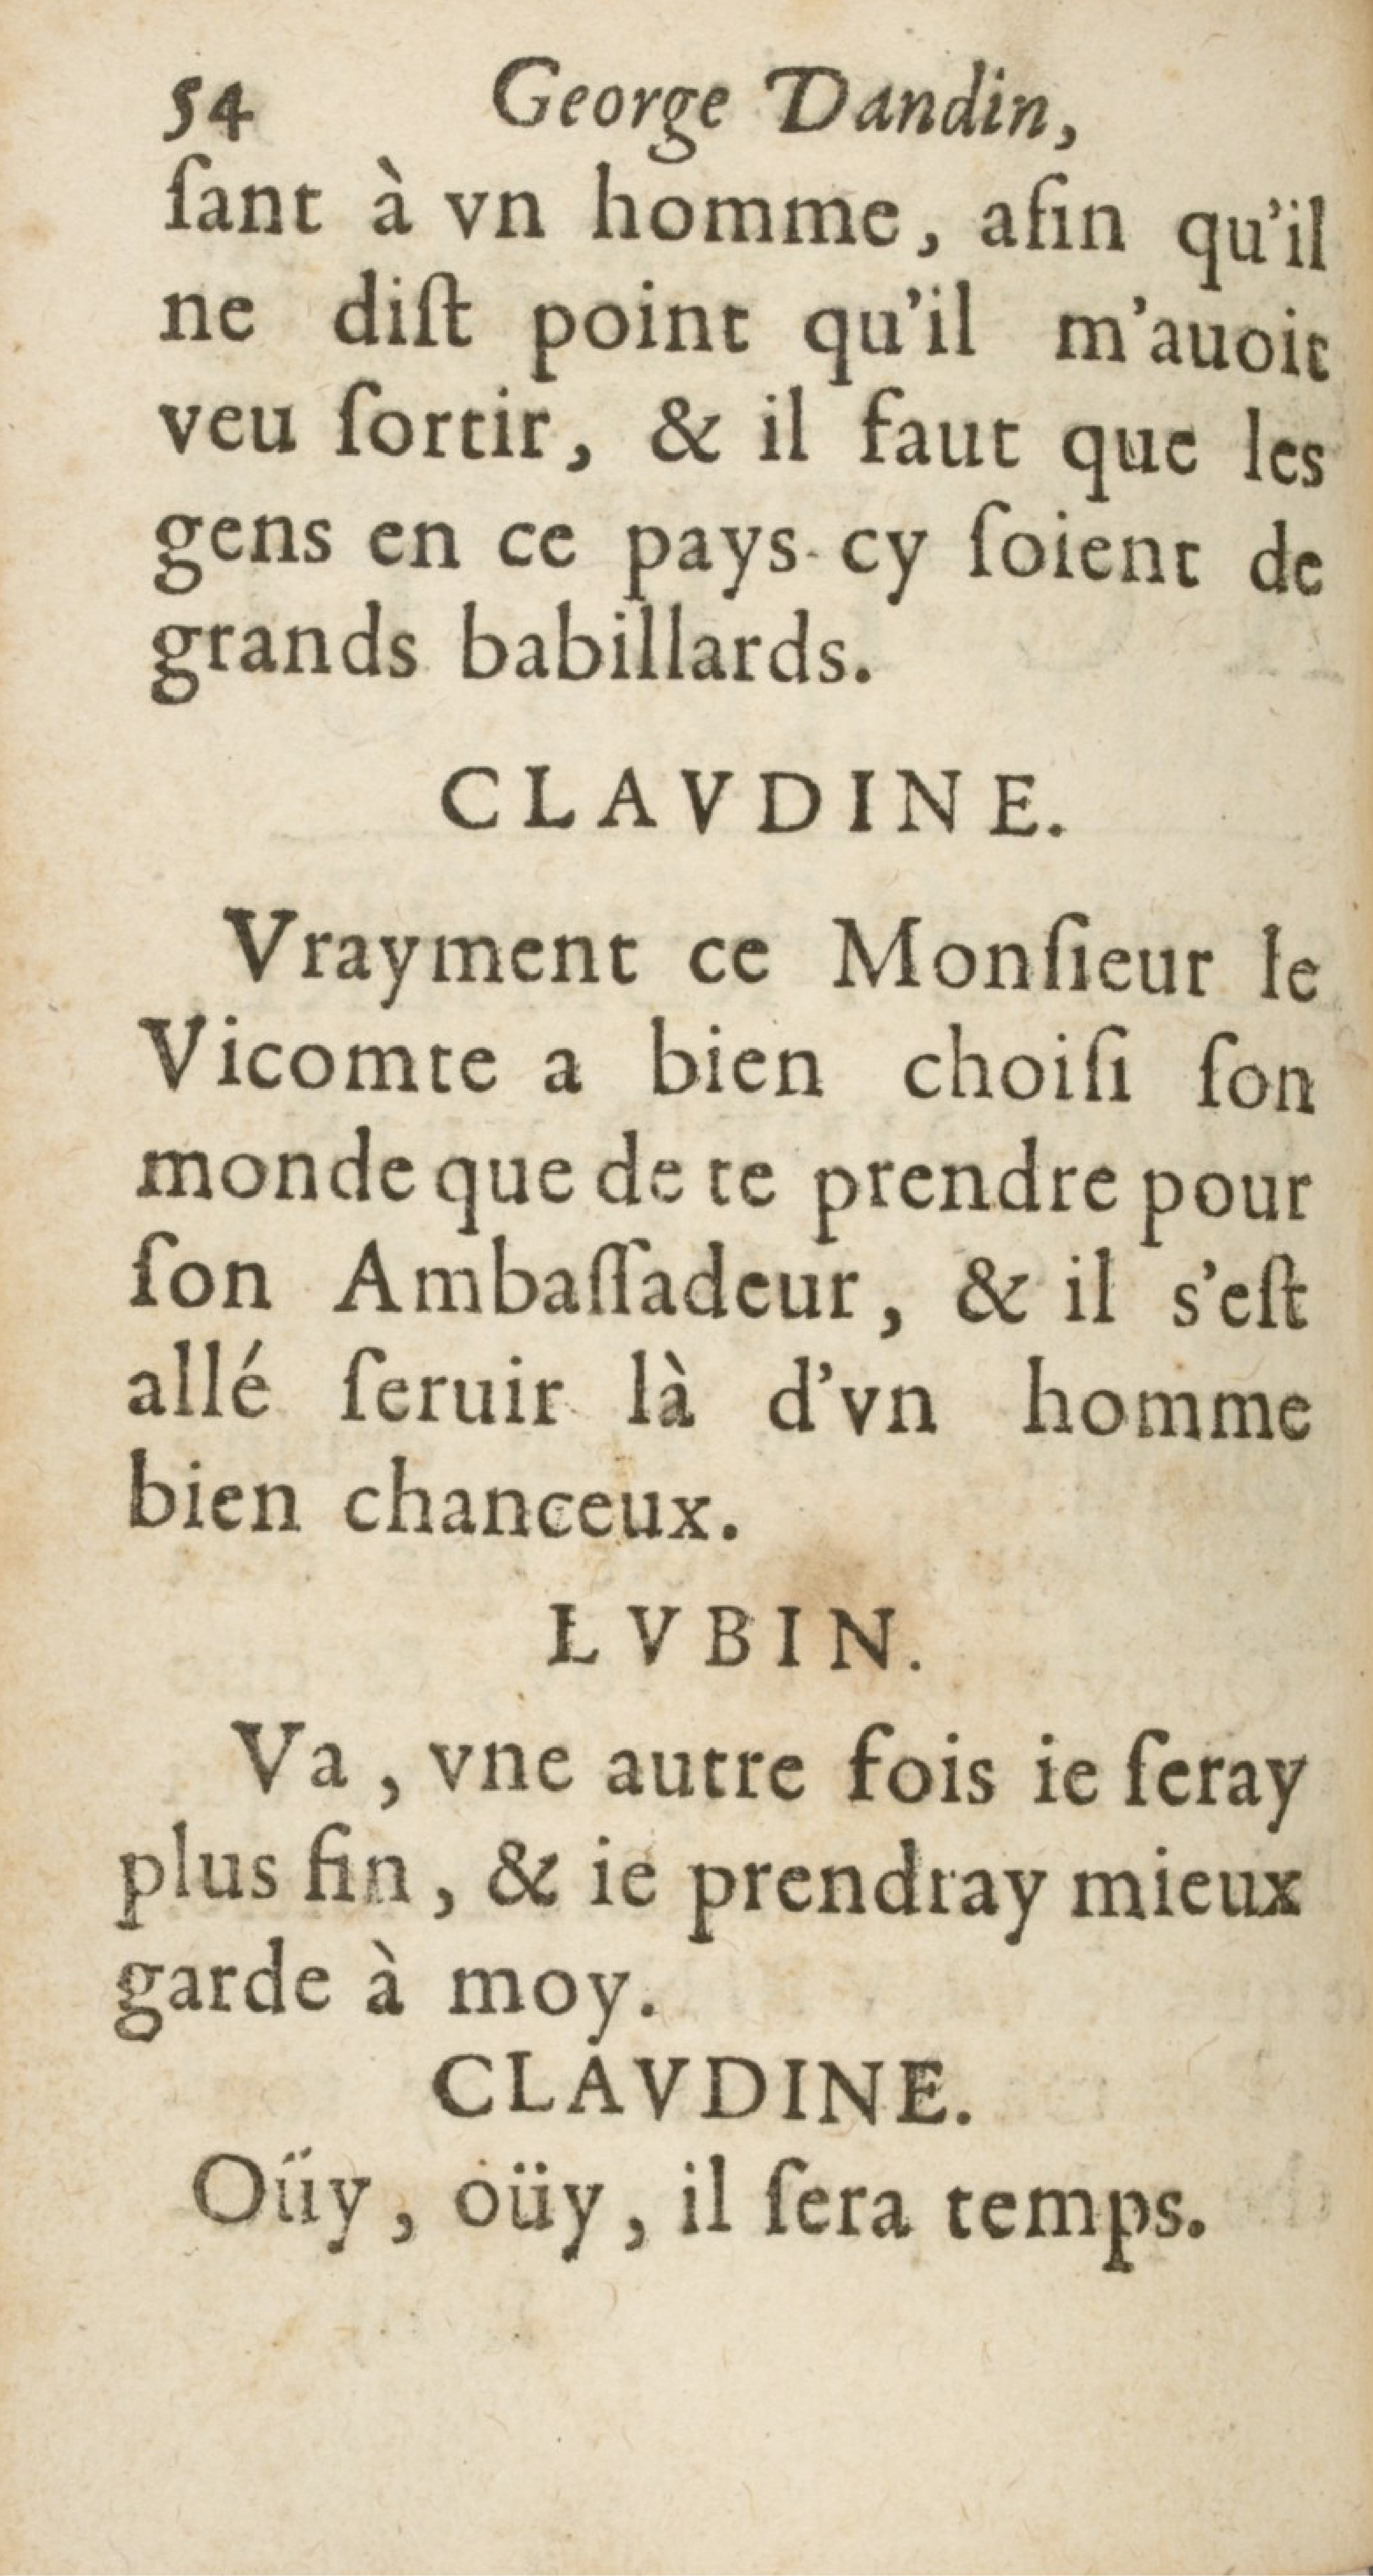 54 George Dandin,
ſant à vn homme, afin qu'il
ne diſt point qu'il m'auoit
veu ſortir, & il faut que les
gens en ce pays-cy ſoient de
grands babillards.
CLAVDINE.
Vrayment ce Monſieur le
Vicomte a bien choiſi ſon
monde que de te prendre pour
ſon Ambaſſadeur, & il s'eſt
allé ſeruir là d'vn homme
bien chanceux.
LVBIN.
Va, vne autre fois ie ſeray
plus fin, & ie prendray mieux
garde à moy.
CLAVDINE.
Oüy, oüy, il ſera temps.